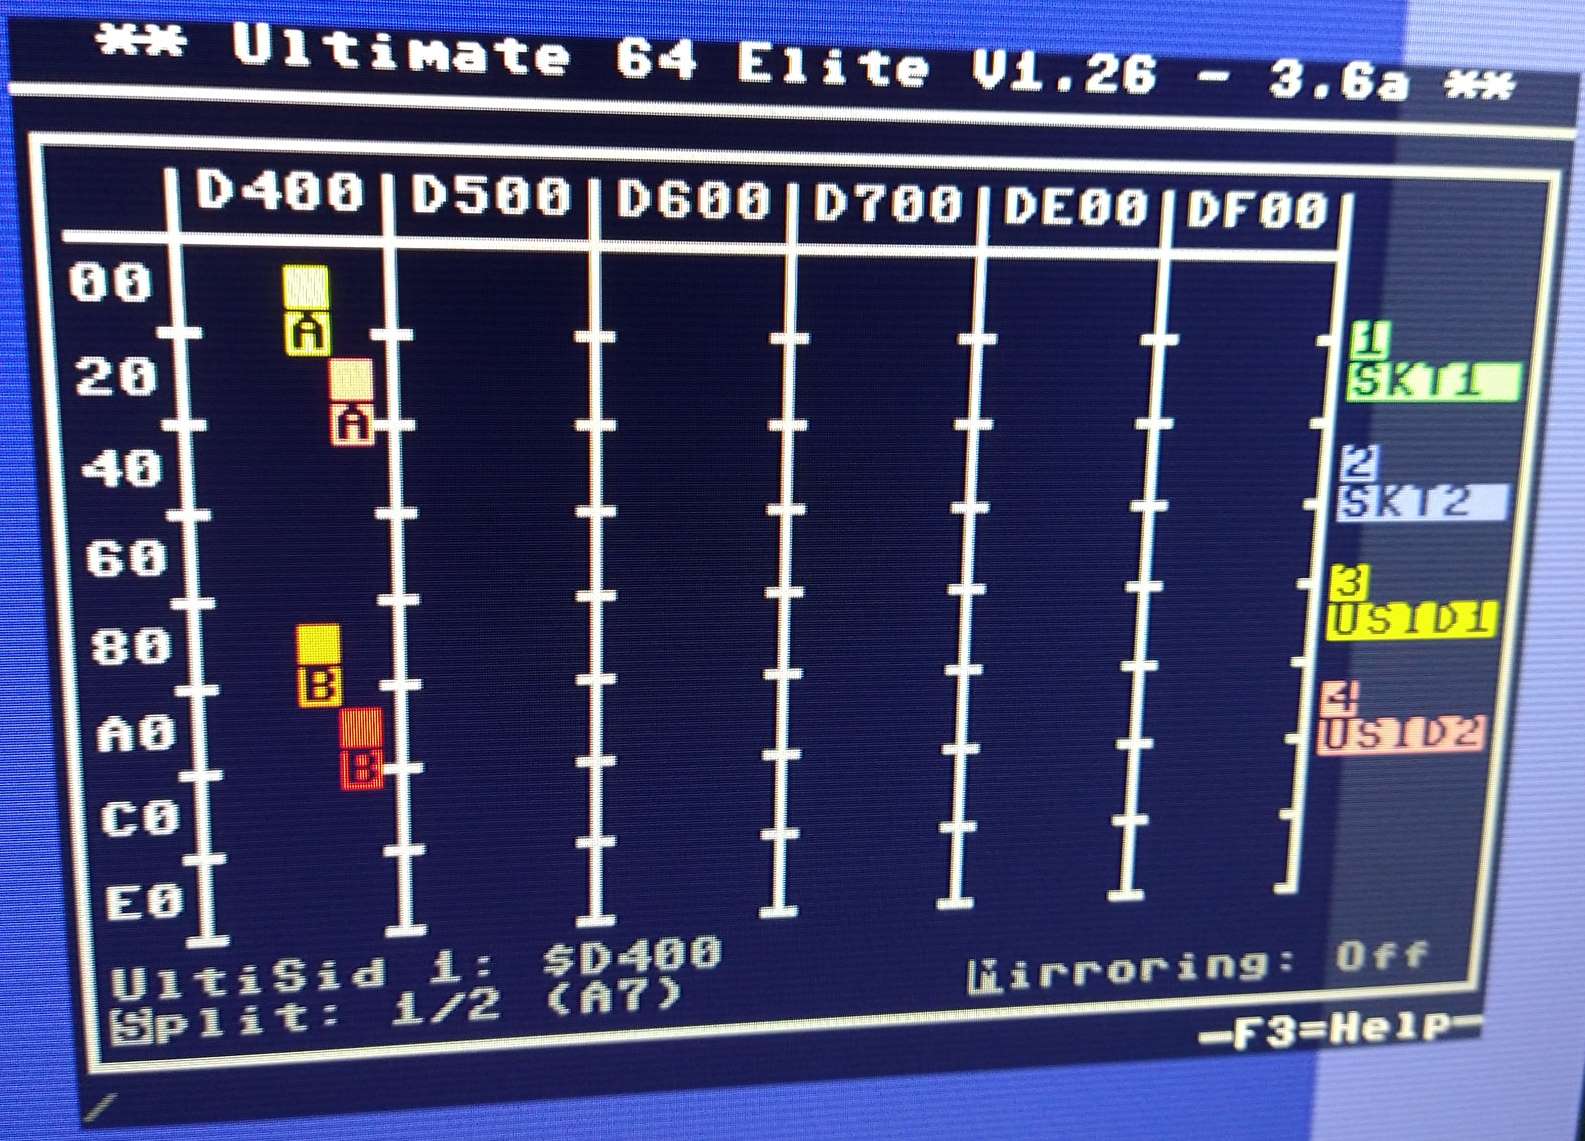 ** Ultimate 64 Elite V1.26 - 3.6a **
D400 D500 D600 D700 DE00 DF00
00
A
1
SKT1
20
A
40
2
SKT2
60
3
USID1
80
B
4
USID2
A0
B
C0
E0
UltiSid 1: $D400
Split: 1/2 (A7)
Mirroring: Off
F3=Help
/